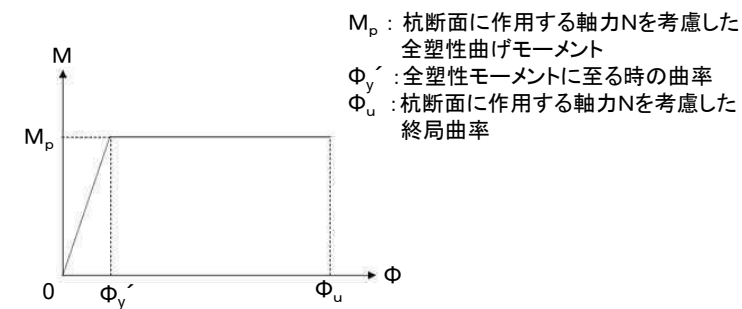 Mp : 杭断面に作用する軸力Nを考慮した
全塑性曲げモーメント
Φy´ : 全塑性モーメントに至る時の曲率
Φu : 杭断面に作用する軸力Nを考慮した
終局曲率
M
Mp
0
Φy´
Φu
Φ